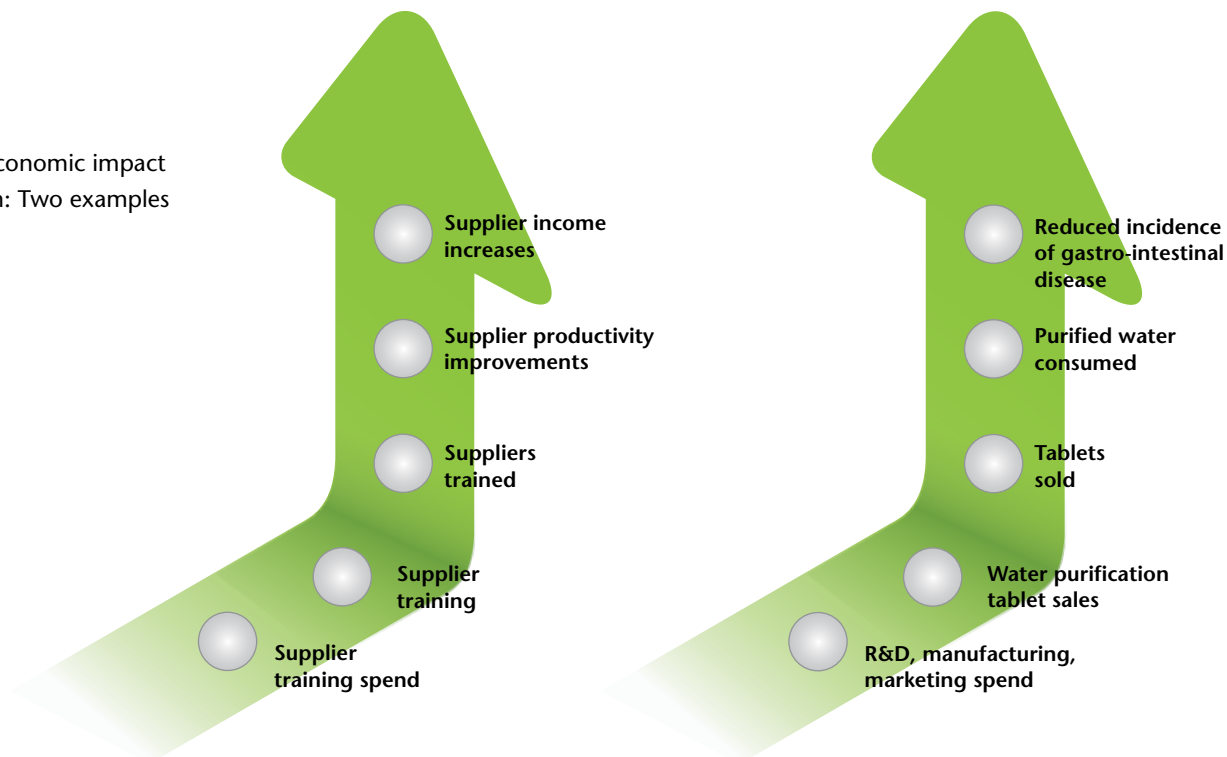 conomic impact
: Two examples
Supplier income
increases
Supplier productivity
improvements
Suppliers
trained
Supplier
training
Supplier
training spend
Reduced incidence
of gastro-intestinal
disease
Purified water
consumed
Tablets
sold
Water purification
tablet sales
R&D, manufacturing,
marketing spend